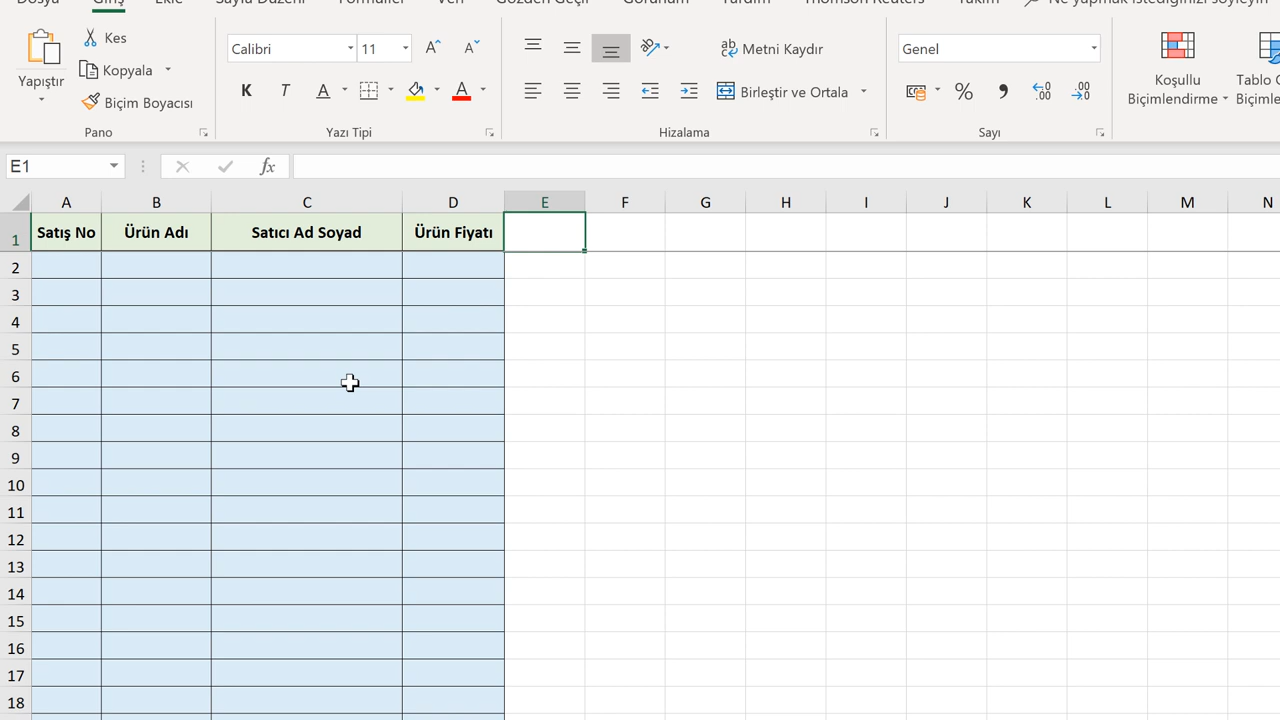 Dosya Giriş Ekle Sayfa Düzeni Formüller Veri Gözden Geçir Görünüm Yardım Thomson Reuters Takım Ne yapmak istediğinizi söyleyin
Yapıştır
Kes
Kopyala
Biçim Boyacısı
Pano
Calibri 11
K T A A
Yazı Tipi
Metni Kaydır
Birleştir ve Ortala
Hizalama
Genel
Sayı
Koşullu
Biçimlendirme
Tablo
E1 fx
A B C D E F G H I J K L M N
1 Satış No Ürün Adı Satıcı Ad Soyad Ürün Fiyatı
2
3
4
5
6
7
8
9
10
11
12
13
14
15
16
17
18